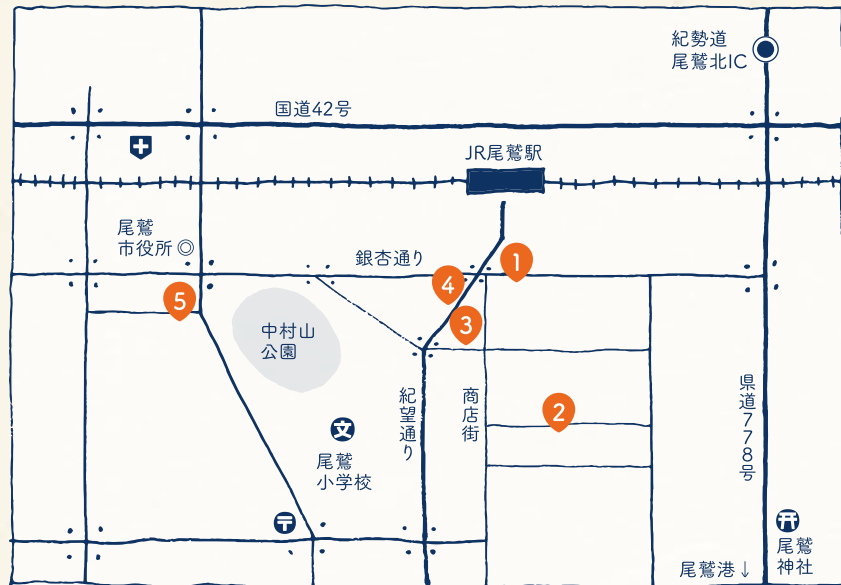 紀勢道
尾鷲北IC
国道42号
JR尾鷲駅
尾鷲
市役所
銀杏通り
1
4
5
3
中村山
公園
紀望通り
商店街
2
県道778号
文
尾鷲
小学校
〒
尾鷲
神社
尾鷲港↓